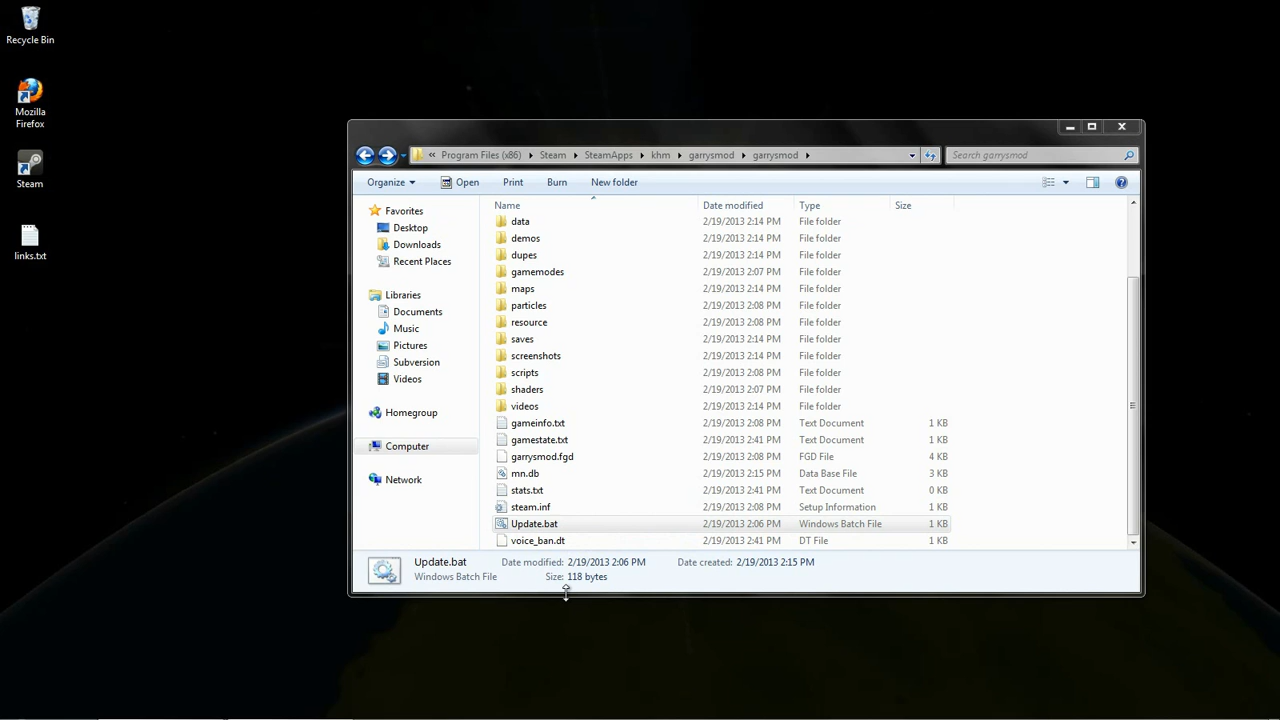 Recycle Bin
Mozilla
Firefox
Steam
links.txt
« Program Files (x86) Steam SteamApps khm garrysmod garrysmod
Search garrysmod
Organize Open Print Burn New folder
Name Date modified Type Size
Favorites
Desktop
Downloads
Recent Places
Libraries
Documents
Music
Pictures
Subversion
Videos
Homegroup
Computer
Network
data 2/19/2013 2:14 PM File folder
demos 2/19/2013 2:14 PM File folder
dupes 2/19/2013 2:14 PM File folder
gamemodes 2/19/2013 2:07 PM File folder
maps 2/19/2013 2:14 PM File folder
particles 2/19/2013 2:08 PM File folder
resource 2/19/2013 2:08 PM File folder
saves 2/19/2013 2:14 PM File folder
screenshots 2/19/2013 2:14 PM File folder
scripts 2/19/2013 2:08 PM File folder
shaders 2/19/2013 2:07 PM File folder
videos 2/19/2013 2:14 PM File folder
gameinfo.txt 2/19/2013 2:08 PM Text Document 1 KB
gamestate.txt 2/19/2013 2:41 PM Text Document 1 KB
garrysmod.fgd 2/19/2013 2:08 PM FGD File 4 KB
mn.db 2/19/2013 2:15 PM Data Base File 3 KB
stats.txt 2/19/2013 2:41 PM Text Document 0 KB
steam.inf 2/19/2013 2:08 PM Setup Information 1 KB
Update.bat 2/19/2013 2:06 PM Windows Batch File 1 KB
voice_ban.dt 2/19/2013 2:41 PM DT File 1 KB
Update.bat Date modified: 2/19/2013 2:06 PM Date created: 2/19/2013 2:15 PM
Windows Batch File Size: 118 bytes